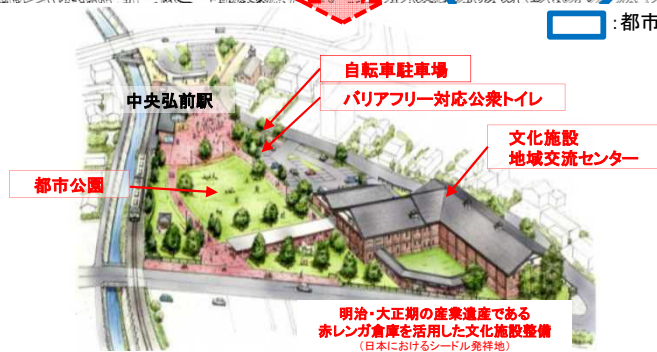 ：都市
自転車駐車場
バリアフリー対応公衆トイレ
中央弘前駅
文化施設
地域交流センター
都市公園
明治・大正期の産業遺産である
赤レンガ倉庫を活用した文化施設整備
（日本におけるシードル発祥地）